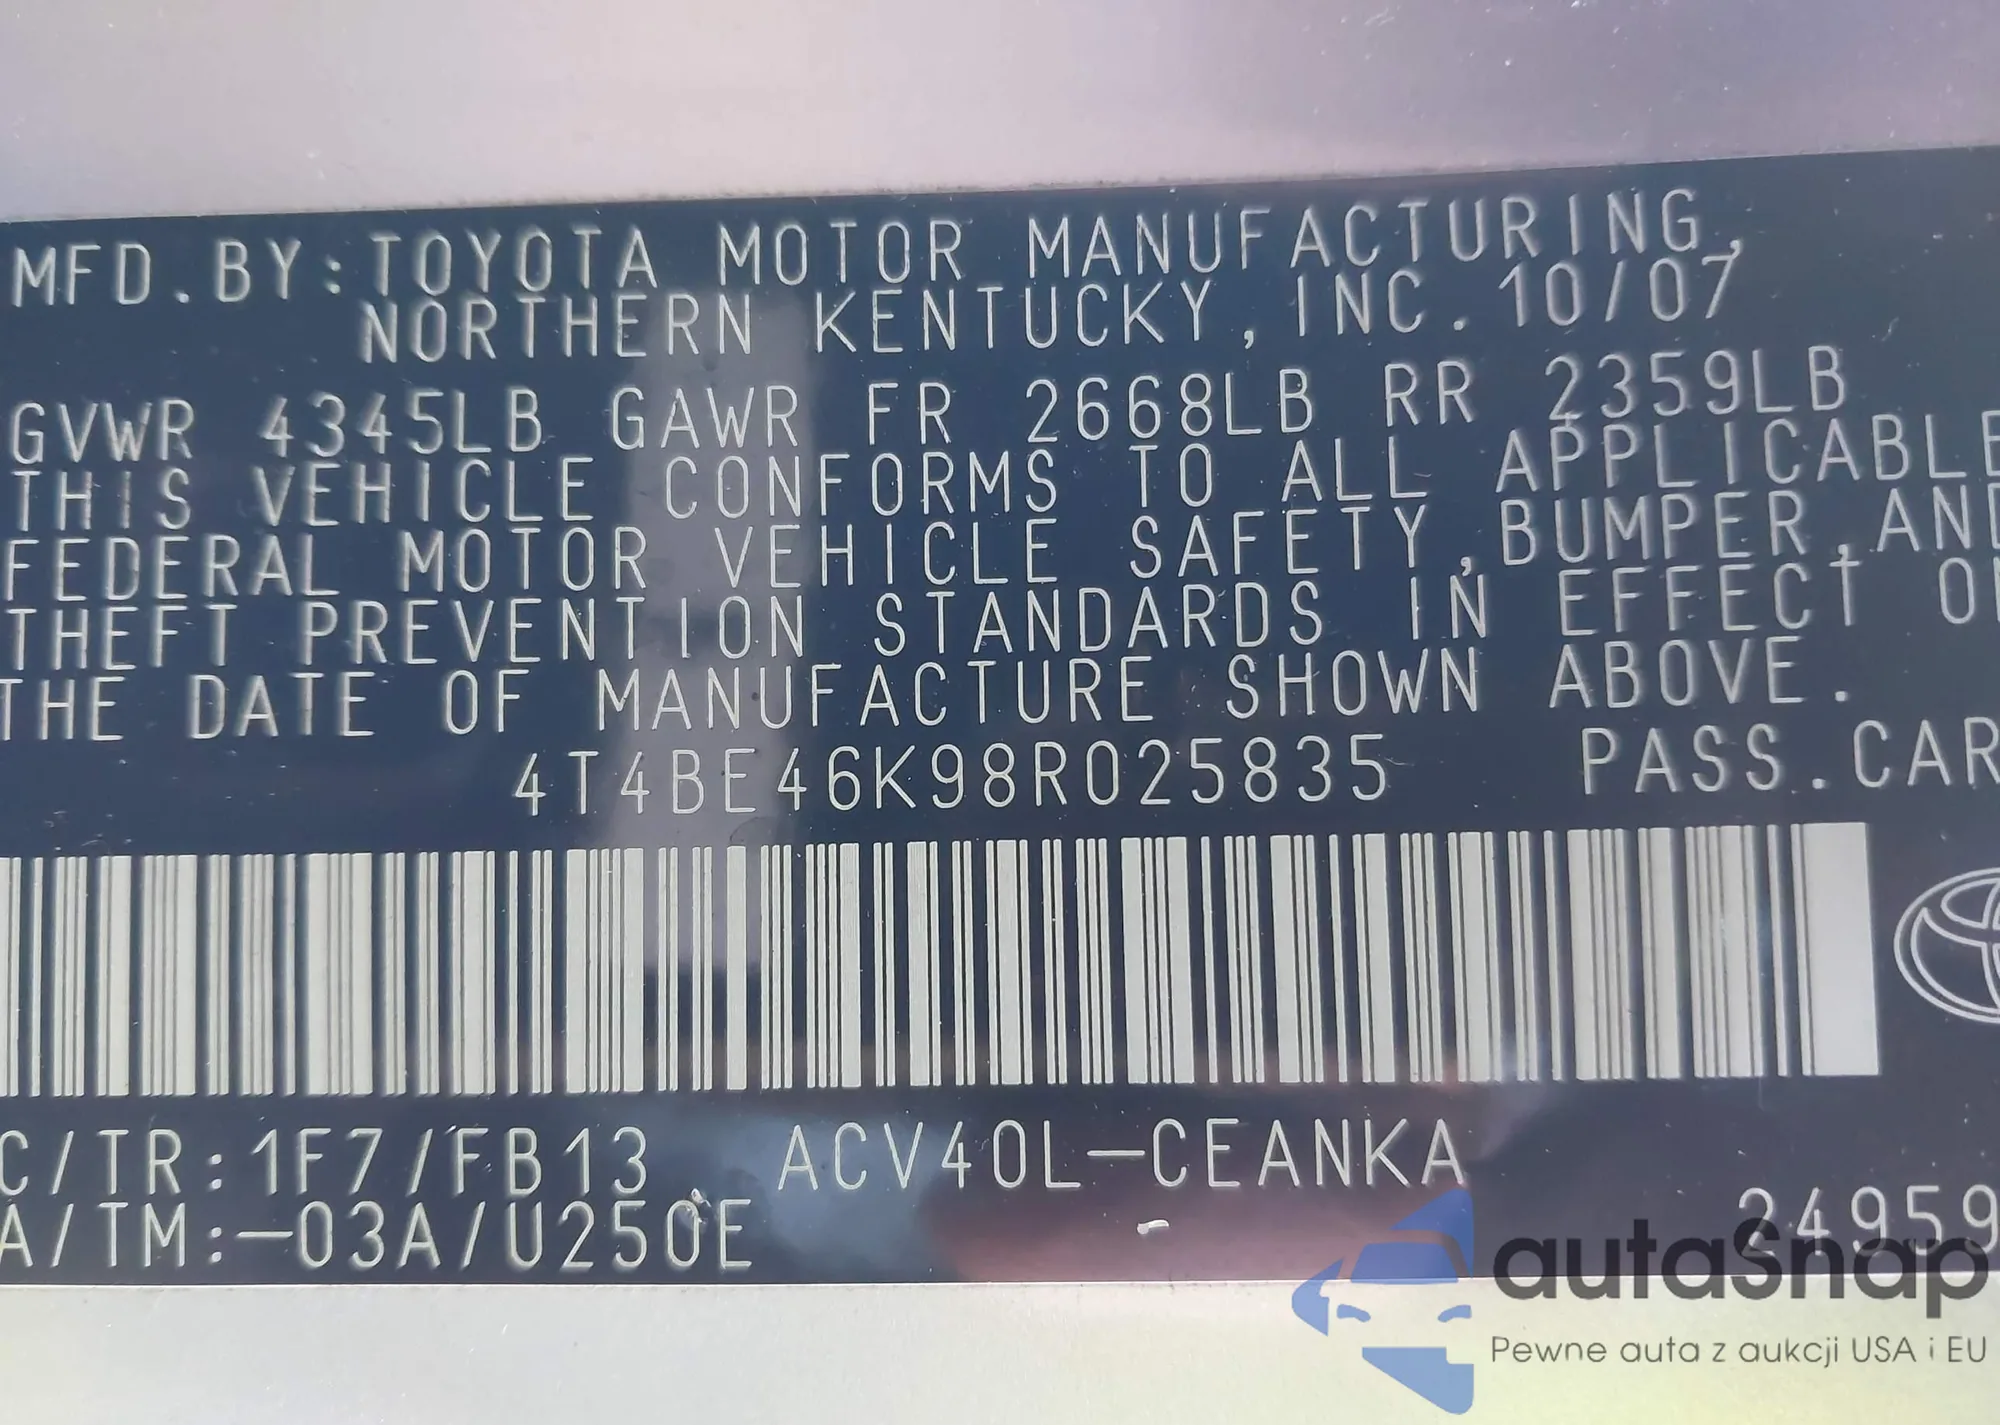 MFD.BY:TOYOTA MOTOR MANUFACTURING,
NORTHERN KENTUCKY, INC. 10/07
GVWR 4345LB GAWR FR 2668LB RR 2359LB
THIS VEHICLE CONFORMS TO ALL APPLICABLE
FEDERAL MOTOR VEHICLE SAFETY,BUMPER,AND
THEFT PREVENTION STANDARDS IN EFFECT ON
THE DATE OF MANUFACTURE SHOWN ABOVE.
4T4BE46K98R025835 PASS.CAR
C/TR:1F7/FB13 ACV40L-CEANKA
A/TM:-03A/U250E 24959
autaSnap
Pewne auta z aukcji USA i EU